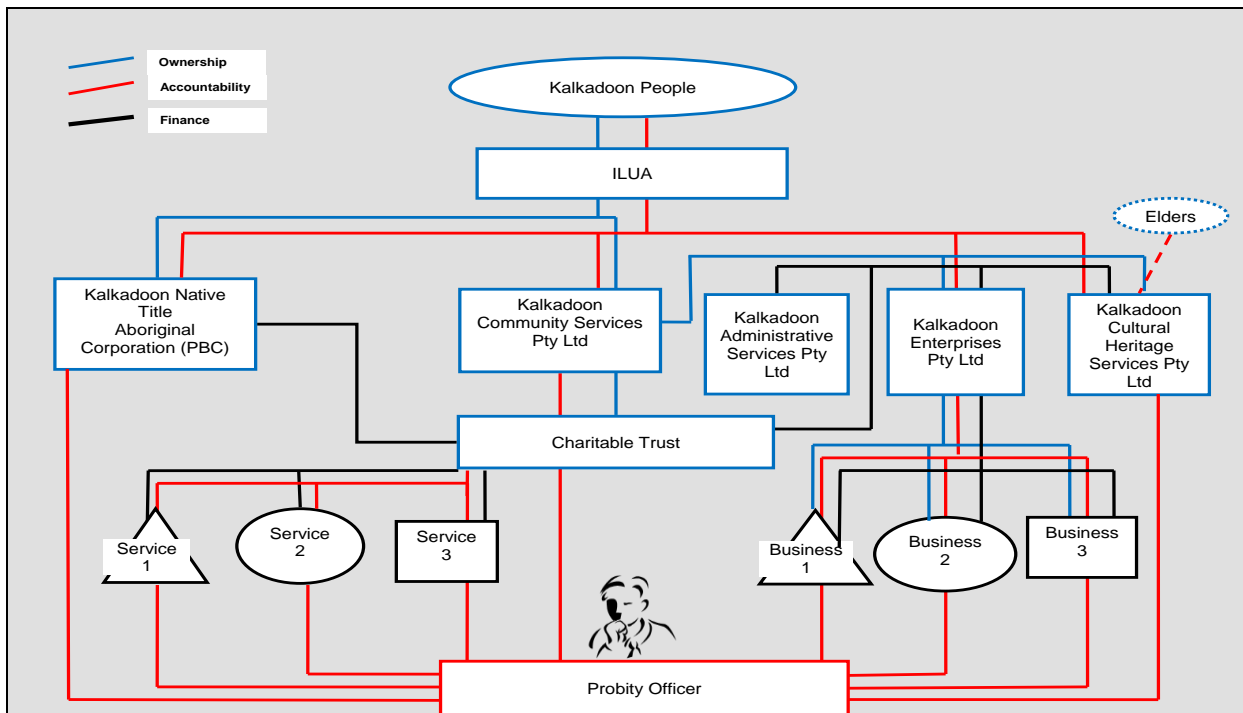 Ownership
Accountability
Finance
Kalkadoon People
ILUA
Elders
Kalkadoon Native
Title
Aboriginal
Corporation (PBC)
Kalkadoon
Community Services
Pty Ltd
Kalkadoon
Administrative
Services Pty
Ltd
Kalkadoon
Enterprises
Pty Ltd
Kalkadoon
Cultural
Heritage
Services Pty
Ltd
Charitable Trust
Service
1
Service
2
Service
3
Business
1
Business
2
Business
3
Probity Officer